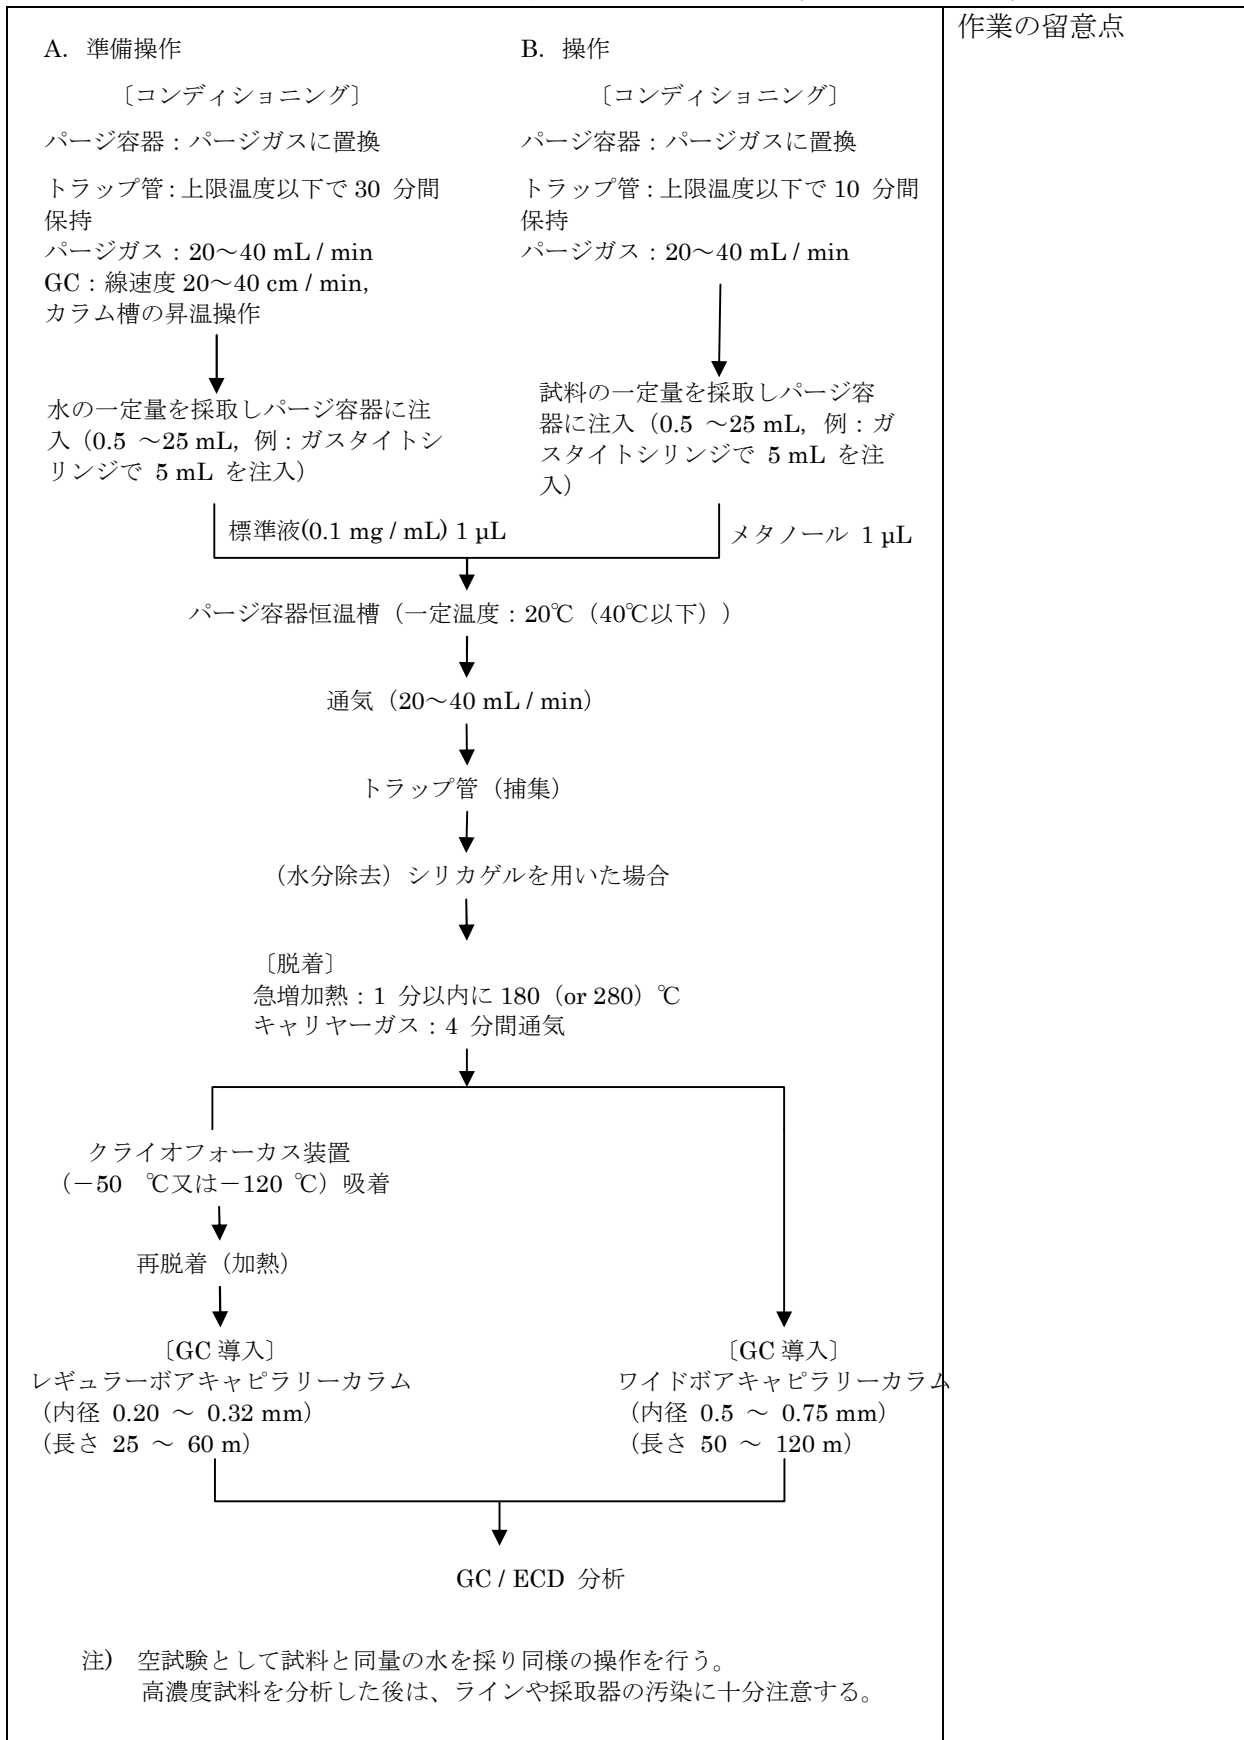 作業の留意点
A. 準備操作
〔コンディショニング〕
パージ容器：パージガスに置換
トラップ管：上限温度以下で 30 分間
保持
パージガス：20～40 mL / min
GC：線速度 20～40 cm / min,
カラム槽の昇温操作
水の一定量を採取しパージ容器に注
入（0.5 ～25 mL, 例：ガスタイトシ
リンジで 5 mL を注入）
標準液(0.1 mg / mL) 1 µL
B. 操作
〔コンディショニング〕
パージ容器：パージガスに置換
トラップ管：上限温度以下で 10 分間
保持
パージガス：20～40 mL / min
試料の一定量を採取しパージ容
器に注入（0.5 ～25 mL, 例：ガ
スタイトシリンジで 5 mL を注
入）
メタノール 1 µL
パージ容器恒温槽（一定温度：20℃（40℃以下））
通気（20～40 mL / min）
トラップ管（捕集）
（水分除去）シリカゲルを用いた場合
〔脱着〕
急増加熱：1 分以内に 180（or 280）℃
キャリヤーガス：4 分間通気
クライオフォーカス装置
（－50 ℃又は－120 ℃）吸着
再脱着（加熱）
〔GC 導入〕
レギュラーボアキャピラリーカラム
（内径 0.20 ～ 0.32 mm）
（長さ 25 ～ 60 m）
〔GC 導入〕
ワイドボアキャピラリーカラム
（内径 0.5 ～ 0.75 mm）
（長さ 50 ～ 120 m）
GC / ECD 分析
注) 空試験として試料と同量の水を採り同様の操作を行う。
高濃度試料を分析した後は、ラインや採取器の汚染に十分注意する。